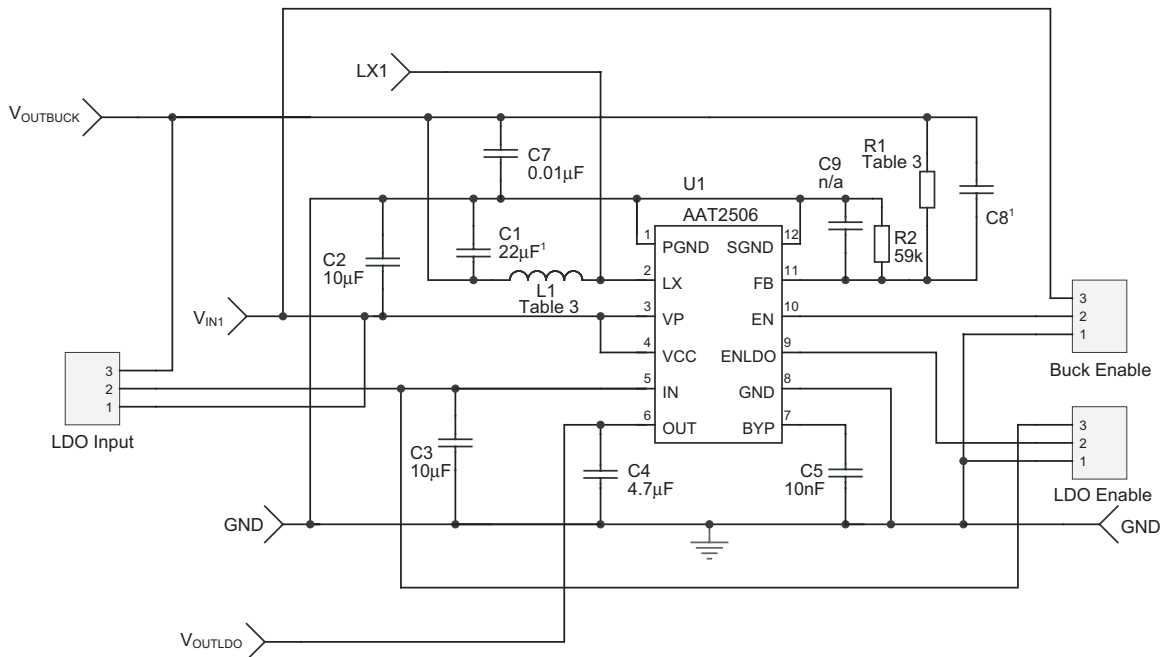 LX1
V_OUTBUCK
C7
0.01μF
R1
Table 3
C9
n/a
U1
AAT2506
C8¹
C1
22μF¹
C2
10μF
L1
Table 3
R2
59k
1 PGND SGND 12
2 LX FB 11
3 VP EN 10
4 VCC ENLDO 9
5 IN GND 8
6 OUT BYP 7
V_IN1
3
2
1
Buck Enable
3
2
1
LDO Input
3
2
1
LDO Enable
C3
10μF
C4
4.7μF
C5
10nF
GND
GND
V_OUTLDO